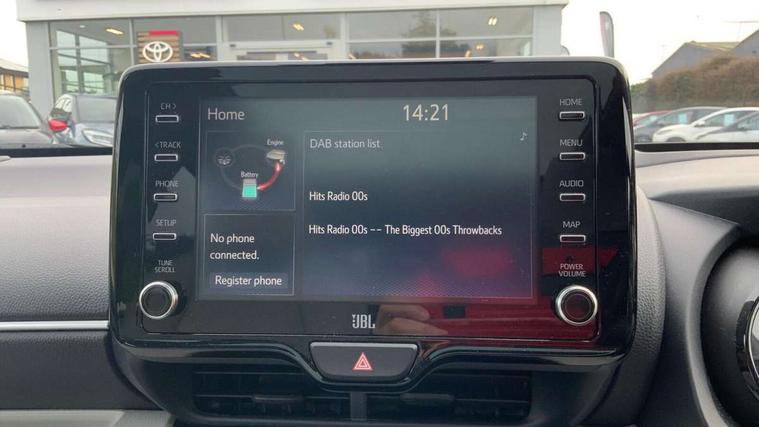 CH >
< TRACK
PHONE
SETUP
TUNE
SCROLL
Home
14:21
Engine
Battery
DAB station list
Hits Radio 00s
Hits Radio 00s -- The Biggest 00s Throwbacks
No phone
connected.
Register phone
HOME
MENU
AUDIO
MAP
POWER
VOLUME
JBL